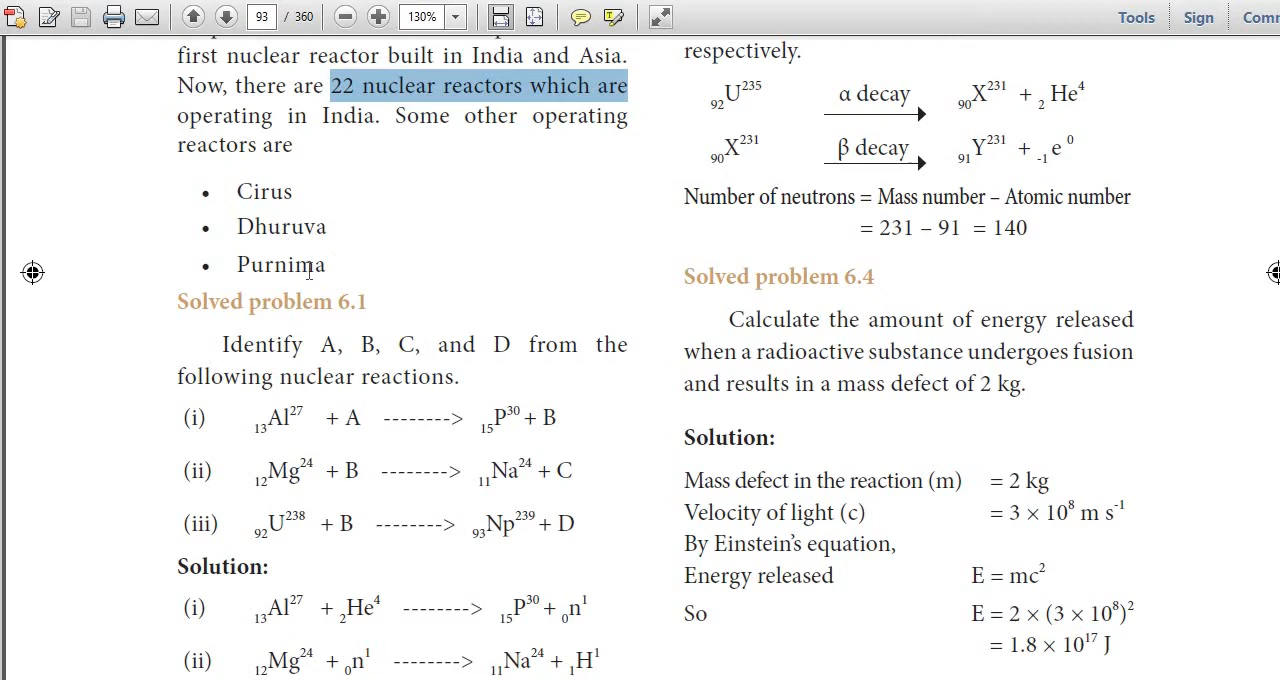 93 / 360
130%
Tools
Sign
first nuclear reactor built in India and Asia.
Now, there are 22 nuclear reactors which are
operating in India. Some other operating
reactors are
• Cirus
• Dhuruva
• Purnima
Solved problem 6.1
Identify A, B, C, and D from the
following nuclear reactions.
(i) ₁₃Al²⁷ + A --------> ₁₅P³⁰ + B
(ii) ₁₂Mg²⁴ + B --------> ₁₁Na²⁴ + C
(iii) ₉₂U²³⁸ + B --------> ₉₃Np²³⁹ + D
Solution:
(i) ₁₃Al²⁷ + ₂He⁴ --------> ₁₅P³⁰ + ₀n¹
(ii) ₁₂Mg²⁴ + ₀n¹ --------> ₁₁Na²⁴ + ₁H¹
respectively.
₉₂U²³⁵ α decay ₉₀X²³¹ + ₂He⁴
₉₀X²³¹ β decay ₉₁Y²³¹ + ₋₁e⁰
Number of neutrons = Mass number – Atomic number
= 231 – 91 = 140
Solved problem 6.4
Calculate the amount of energy released
when a radioactive substance undergoes fusion
and results in a mass defect of 2 kg.
Solution:
Mass defect in the reaction (m) = 2 kg
Velocity of light (c) = 3 × 10⁸ m s⁻¹
By Einstein's equation,
Energy released E = mc²
So E = 2 × (3 × 10⁸)²
= 1.8 × 10¹⁷ J